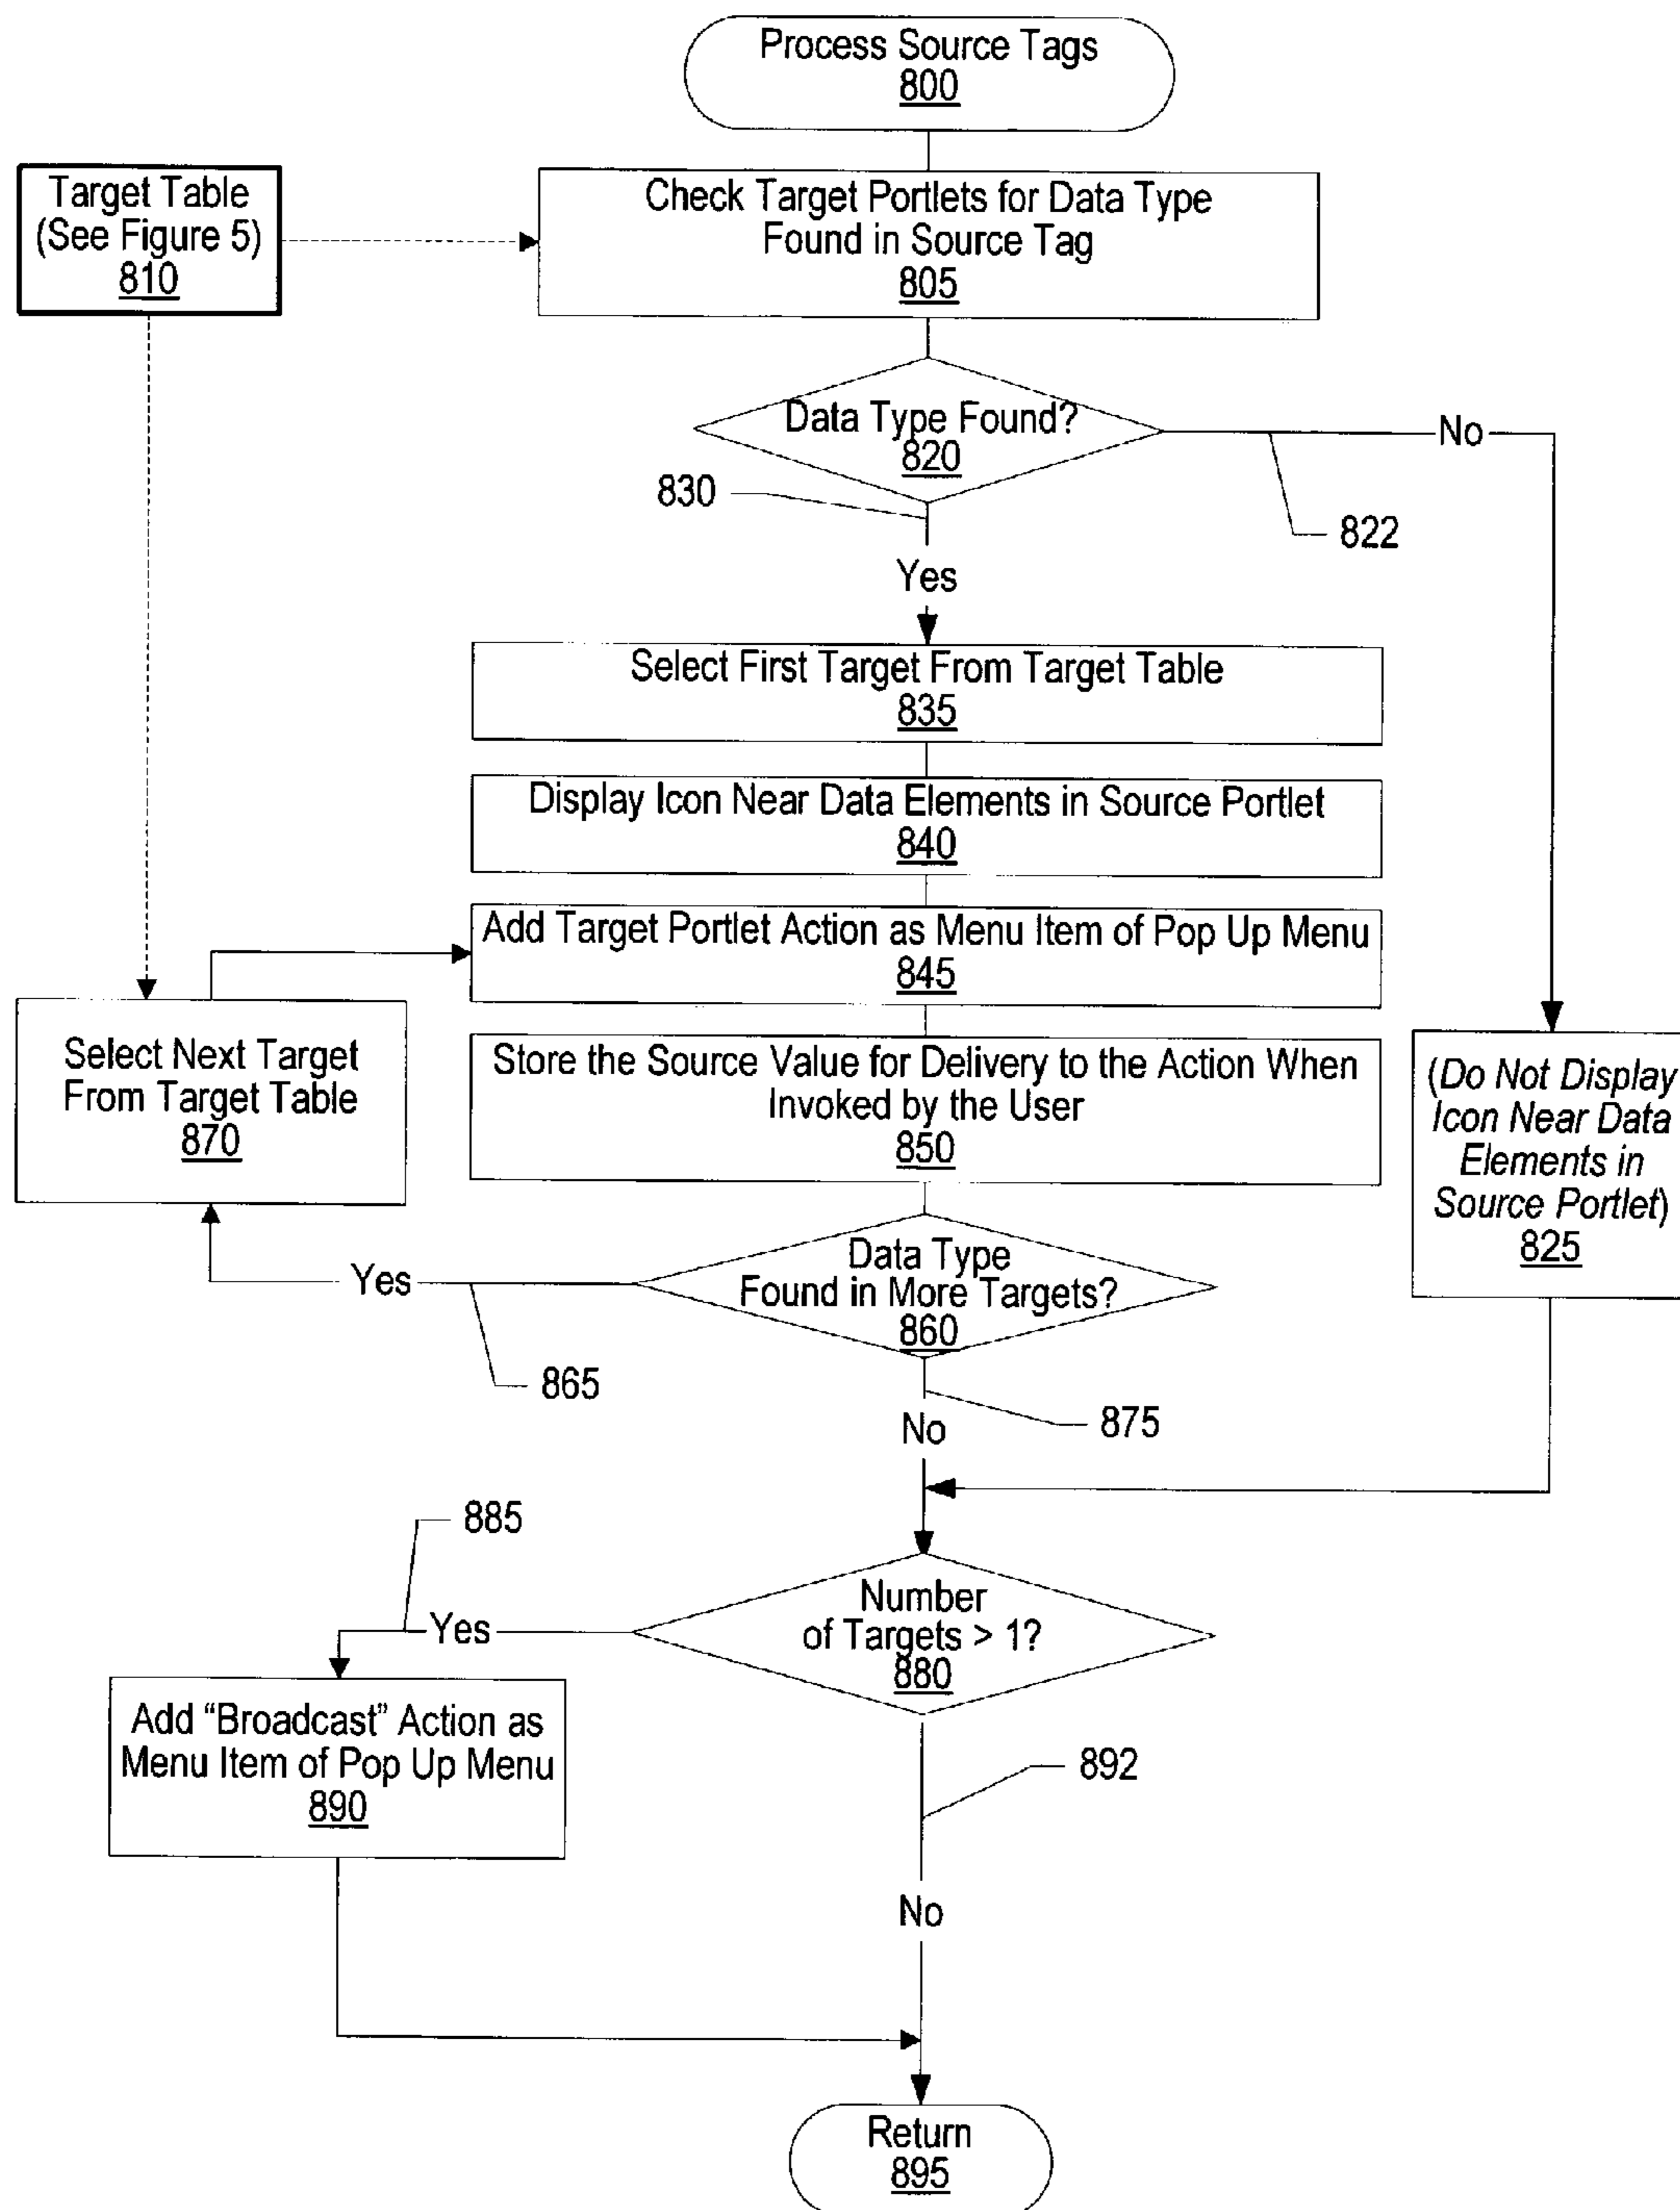 Process Source Tags
800
Target Table
(See Figure 5)
810
Check Target Portlets for Data Type
Found in Source Tag
805
Data Type Found?
820
No
830
822
Yes
Select First Target From Target Table
835
Display Icon Near Data Elements in Source Portlet
840
Add Target Portlet Action as Menu Item of Pop Up Menu
845
Select Next Target
From Target Table
870
Store the Source Value for Delivery to the Action When
Invoked by the User
850
(Do Not Display
Icon Near Data
Elements in
Source Portlet)
825
Data Type
Found in More Targets?
860
Yes
865
875
No
885
Number
of Targets > 1?
880
Yes
Add “Broadcast” Action as
Menu Item of Pop Up Menu
890
892
No
Return
895